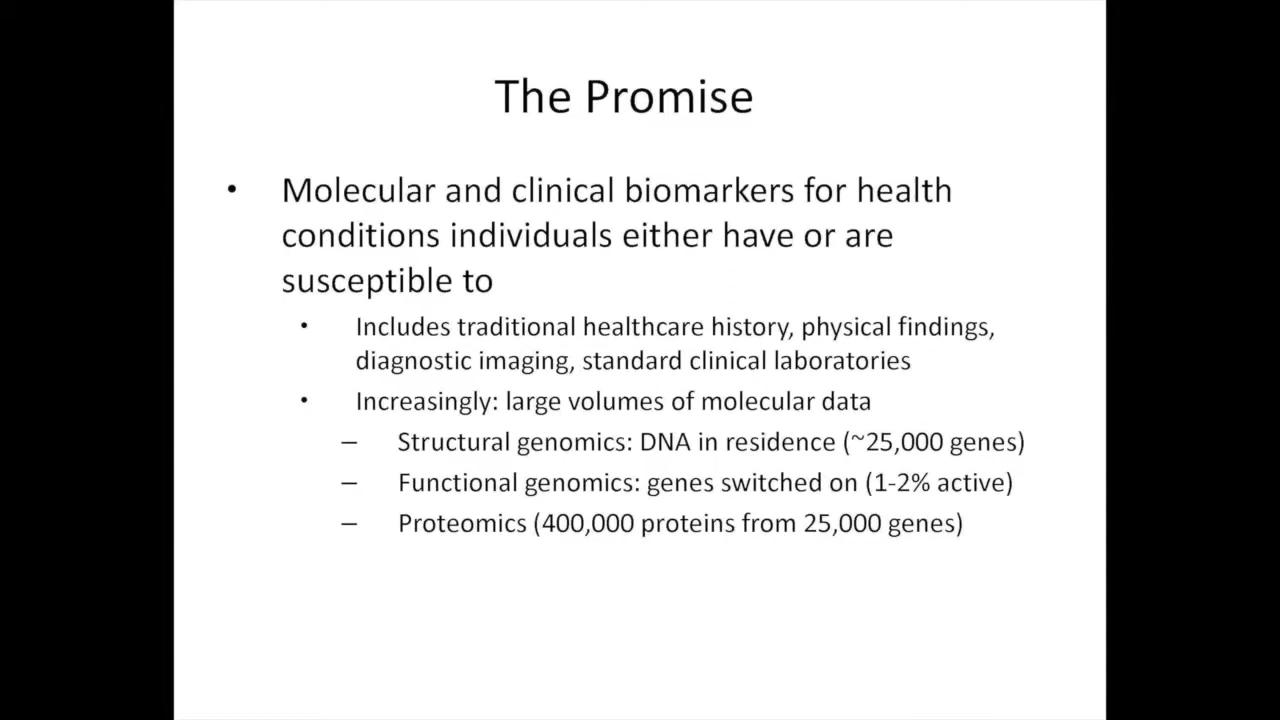 The Promise
• Molecular and clinical biomarkers for health
conditions individuals either have or are
susceptible to
• Includes traditional healthcare history, physical findings,
diagnostic imaging, standard clinical laboratories
• Increasingly: large volumes of molecular data
– Structural genomics: DNA in residence (~25,000 genes)
– Functional genomics: genes switched on (1-2% active)
– Proteomics (400,000 proteins from 25,000 genes)